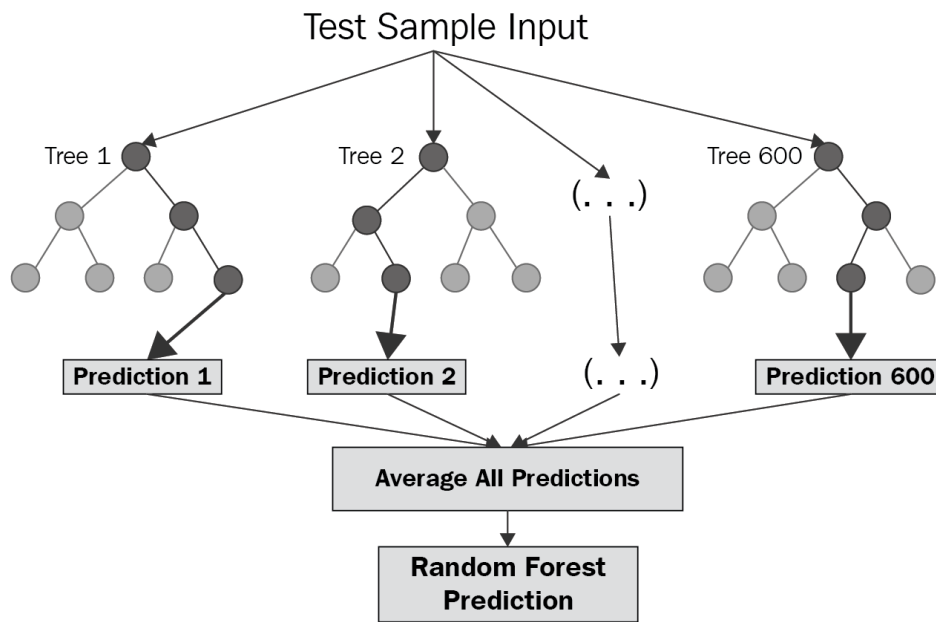 Test Sample Input
Tree 1
Tree 2
Tree 600
(. . .)
(. . .)
Prediction 1
Prediction 2
Prediction 600
Average All Predictions
Random Forest
Prediction